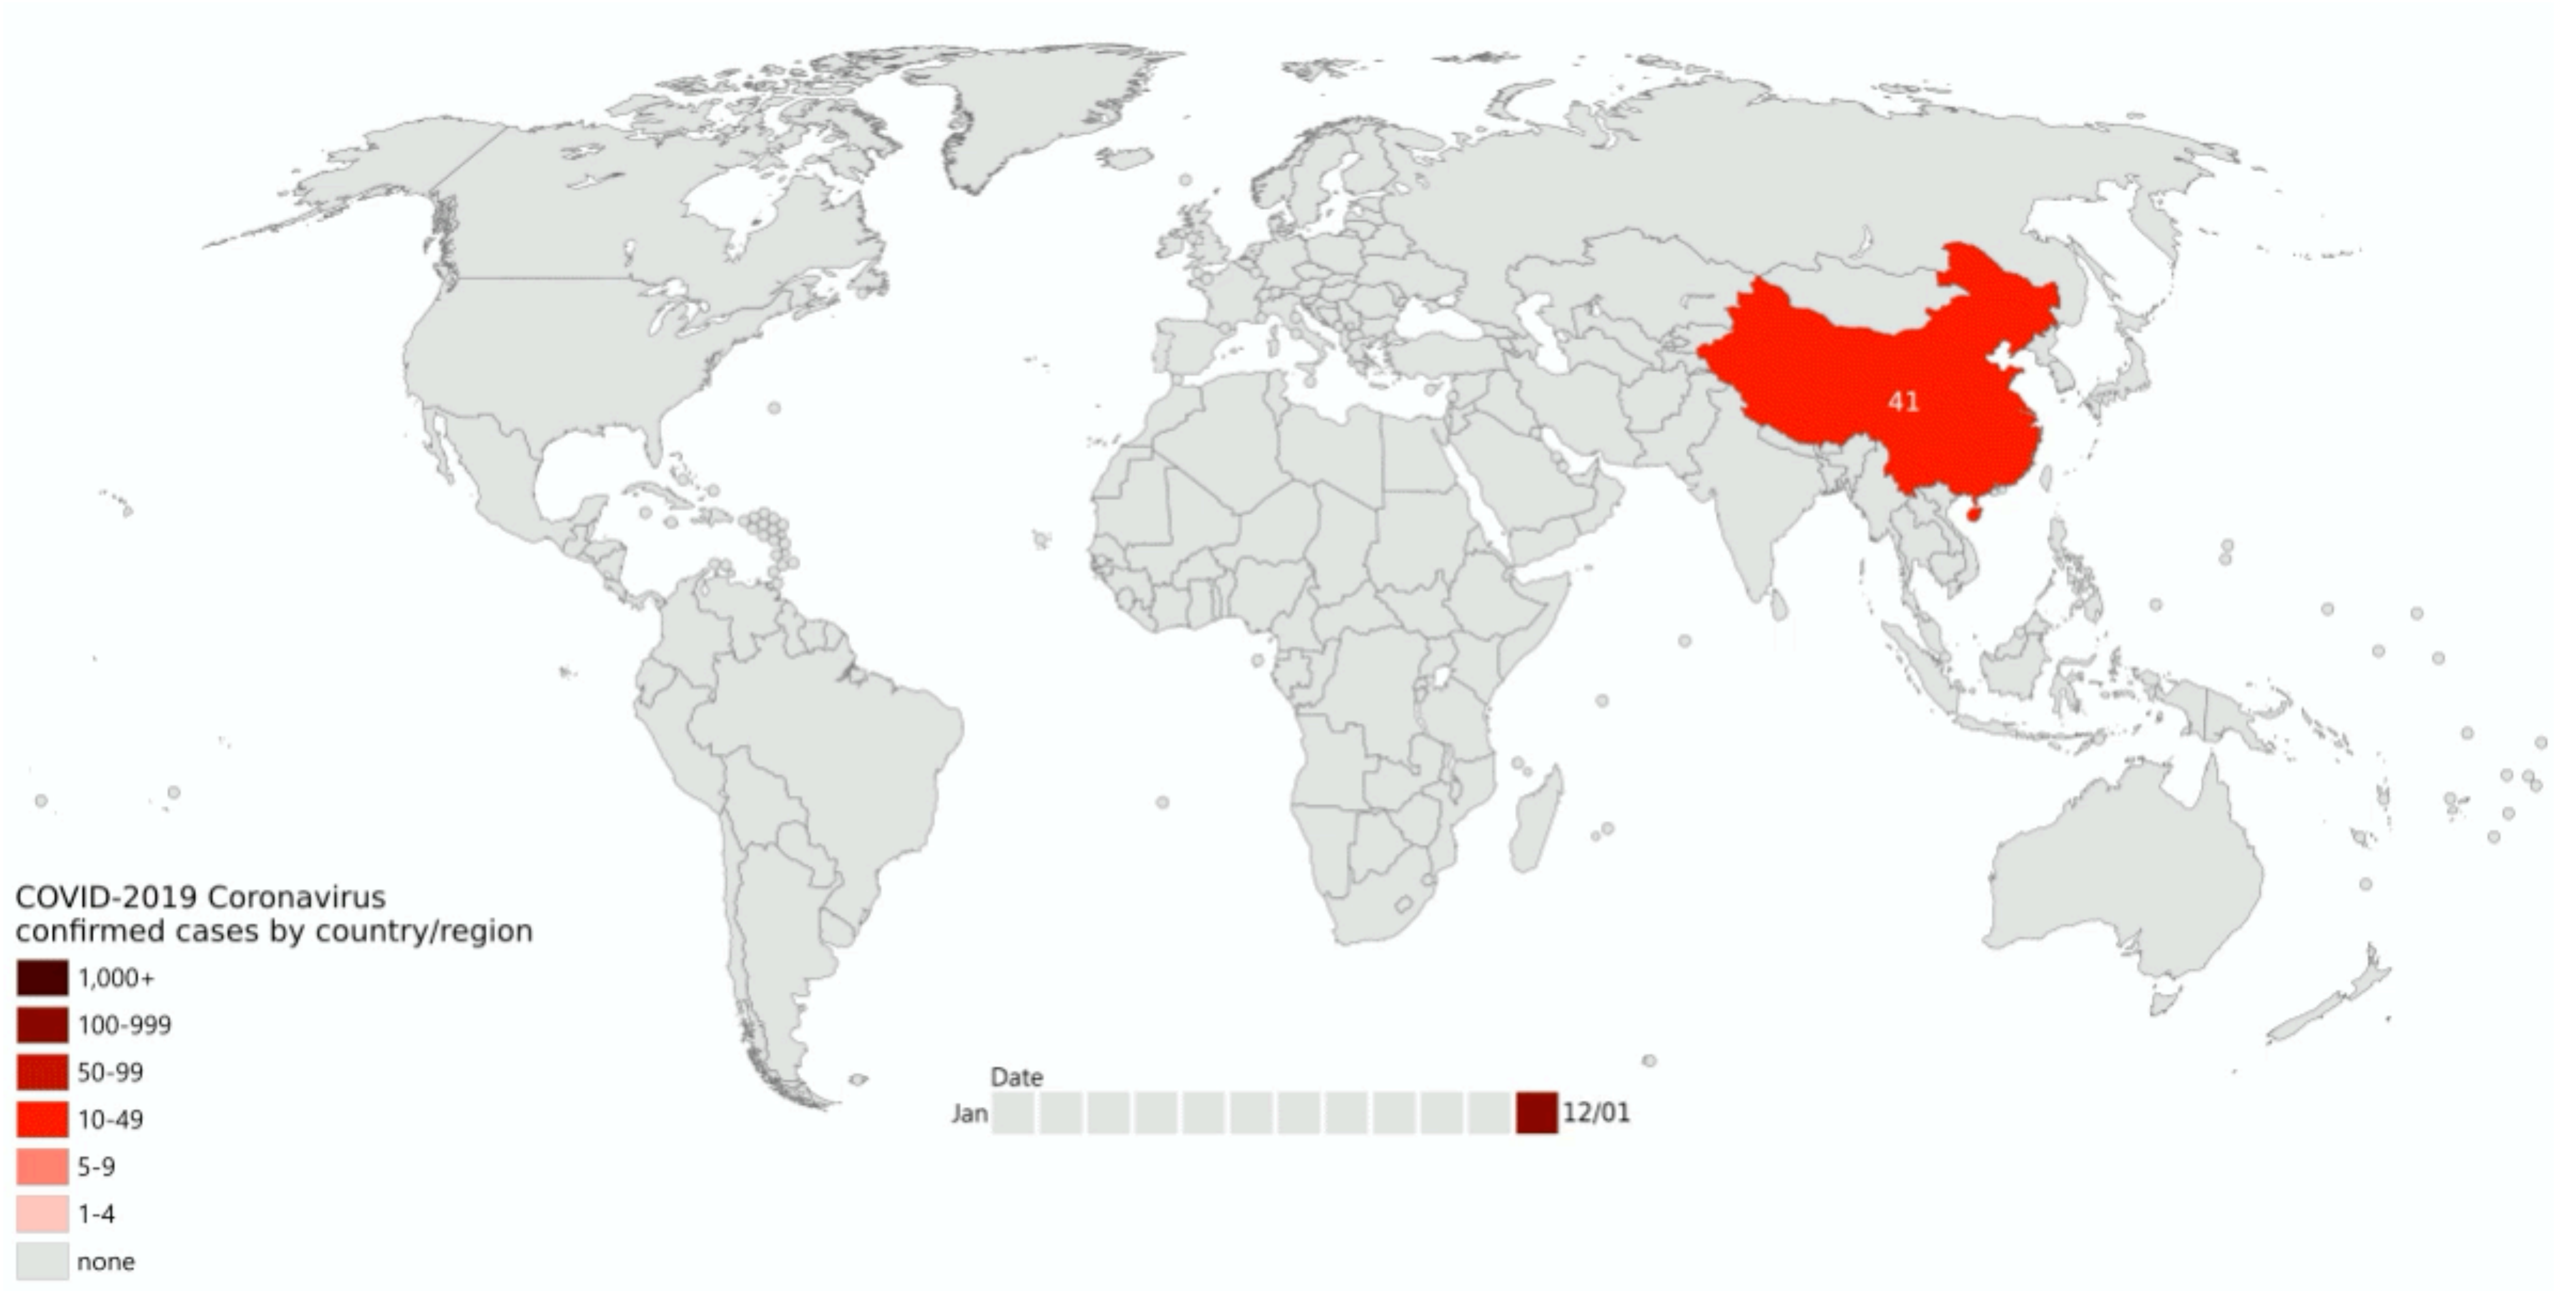 41
COVID-2019 Coronavirus
confirmed cases by country/region
1,000+
100-999
50-99
10-49
5-9
1-4
none
Date
Jan
12/01